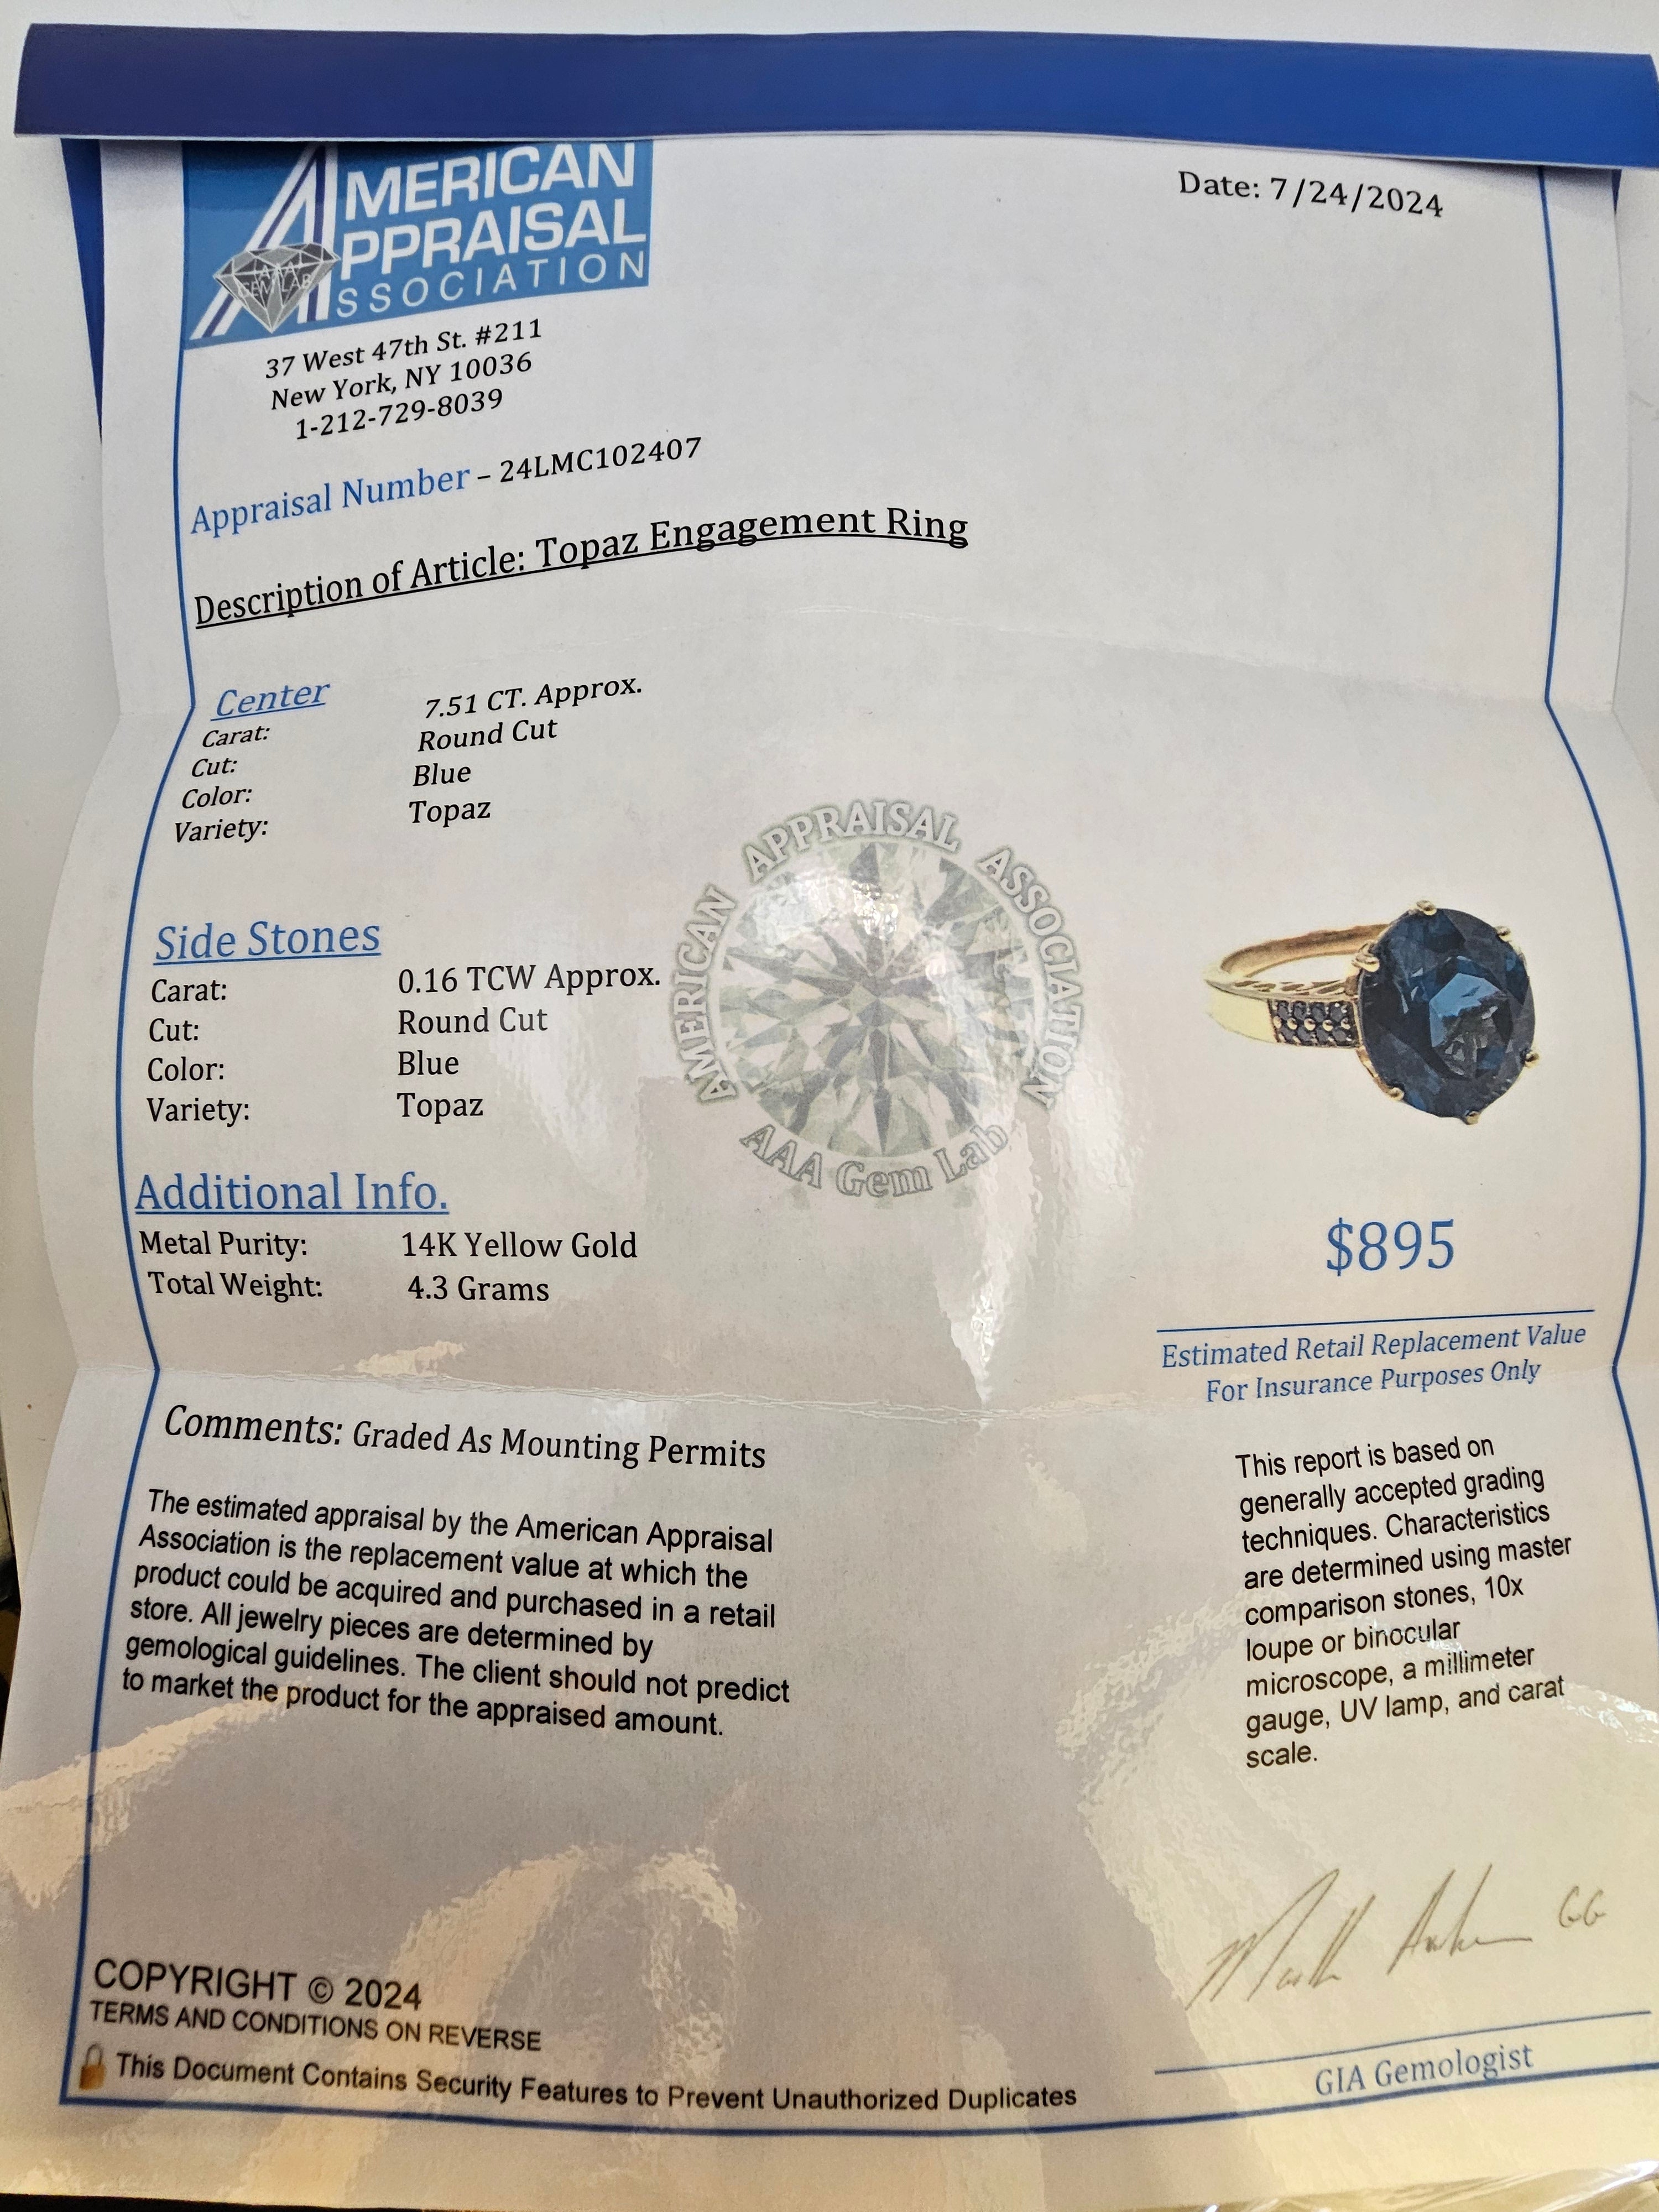 AMERICAN
APPRAISAL
ASSOCIATION
AAA
GEM LAB
Date: 7/24/2024
37 West 47th St. #211
New York, NY 10036
1-212-729-8039
Appraisal Number – 24LMC102407
Description of Article: Topaz Engagement Ring
Center
Carat: 7.51 CT. Approx.
Cut: Round Cut
Color: Blue
Variety: Topaz
Side Stones
Carat: 0.16 TCW Approx.
Cut: Round Cut
Color: Blue
Variety: Topaz
AMERICAN APPRAISAL ASSOCIATION
AAA Gem Lab
Additional Info.
Metal Purity: 14K Yellow Gold
Total Weight: 4.3 Grams
$895
Estimated Retail Replacement Value
For Insurance Purposes Only
Comments: Graded As Mounting Permits
The estimated appraisal by the American Appraisal
Association is the replacement value at which the
product could be acquired and purchased in a retail
store. All jewelry pieces are determined by
gemological guidelines. The client should not predict
to market the product for the appraised amount.
This report is based on
generally accepted grading
techniques. Characteristics
are determined using master
comparison stones, 10x
loupe or binocular
microscope, a millimeter
gauge, UV lamp, and carat
scale.
GG
GIA Gemologist
COPYRIGHT © 2024
TERMS AND CONDITIONS ON REVERSE
This Document Contains Security Features to Prevent Unauthorized Duplicates